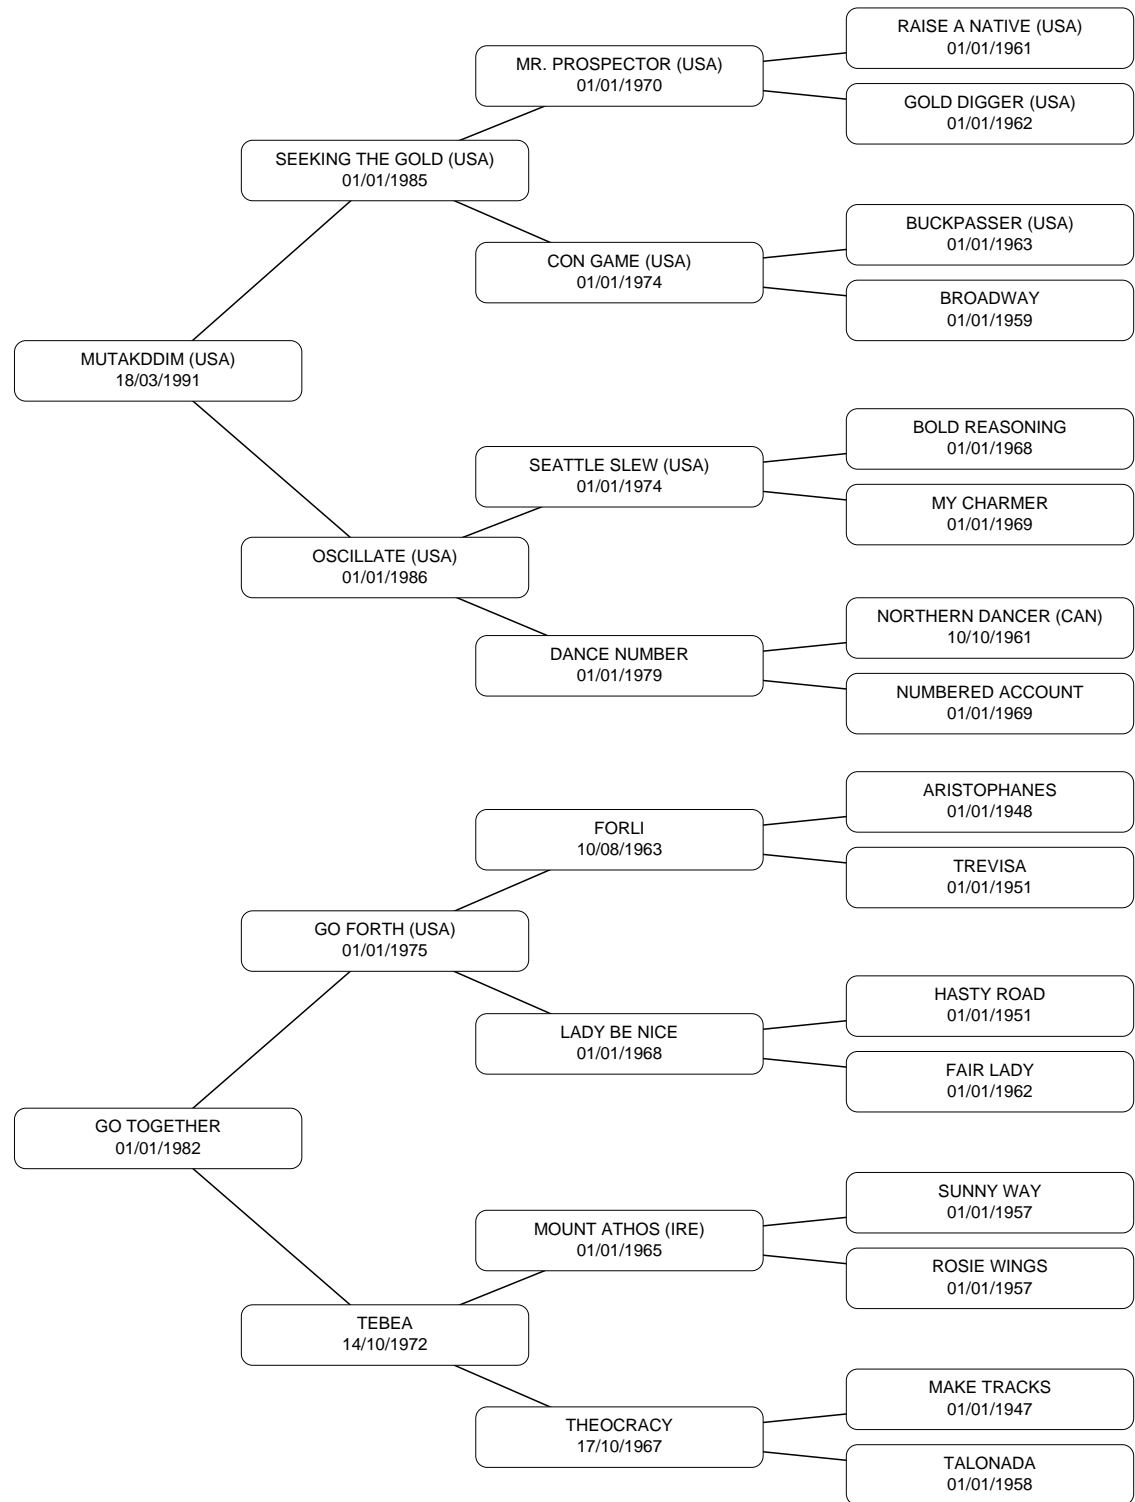 RAISE A NATIVE (USA)
01/01/1961
MR. PROSPECTOR (USA)
01/01/1970
GOLD DIGGER (USA)
01/01/1962
SEEKING THE GOLD (USA)
01/01/1985
BUCKPASSER (USA)
01/01/1963
CON GAME (USA)
01/01/1974
BROADWAY
01/01/1959
MUTAKDDIM (USA)
18/03/1991
BOLD REASONING
01/01/1968
SEATTLE SLEW (USA)
01/01/1974
MY CHARMER
01/01/1969
OSCILLATE (USA)
01/01/1986
NORTHERN DANCER (CAN)
10/10/1961
DANCE NUMBER
01/01/1979
NUMBERED ACCOUNT
01/01/1969
ARISTOPHANES
01/01/1948
FORLI
10/08/1963
TREVISA
01/01/1951
GO FORTH (USA)
01/01/1975
HASTY ROAD
01/01/1951
LADY BE NICE
01/01/1968
FAIR LADY
01/01/1962
GO TOGETHER
01/01/1982
SUNNY WAY
01/01/1957
MOUNT ATHOS (IRE)
01/01/1965
ROSIE WINGS
01/01/1957
TEBEA
14/10/1972
MAKE TRACKS
01/01/1947
THEOCRACY
17/10/1967
TALONADA
01/01/1958